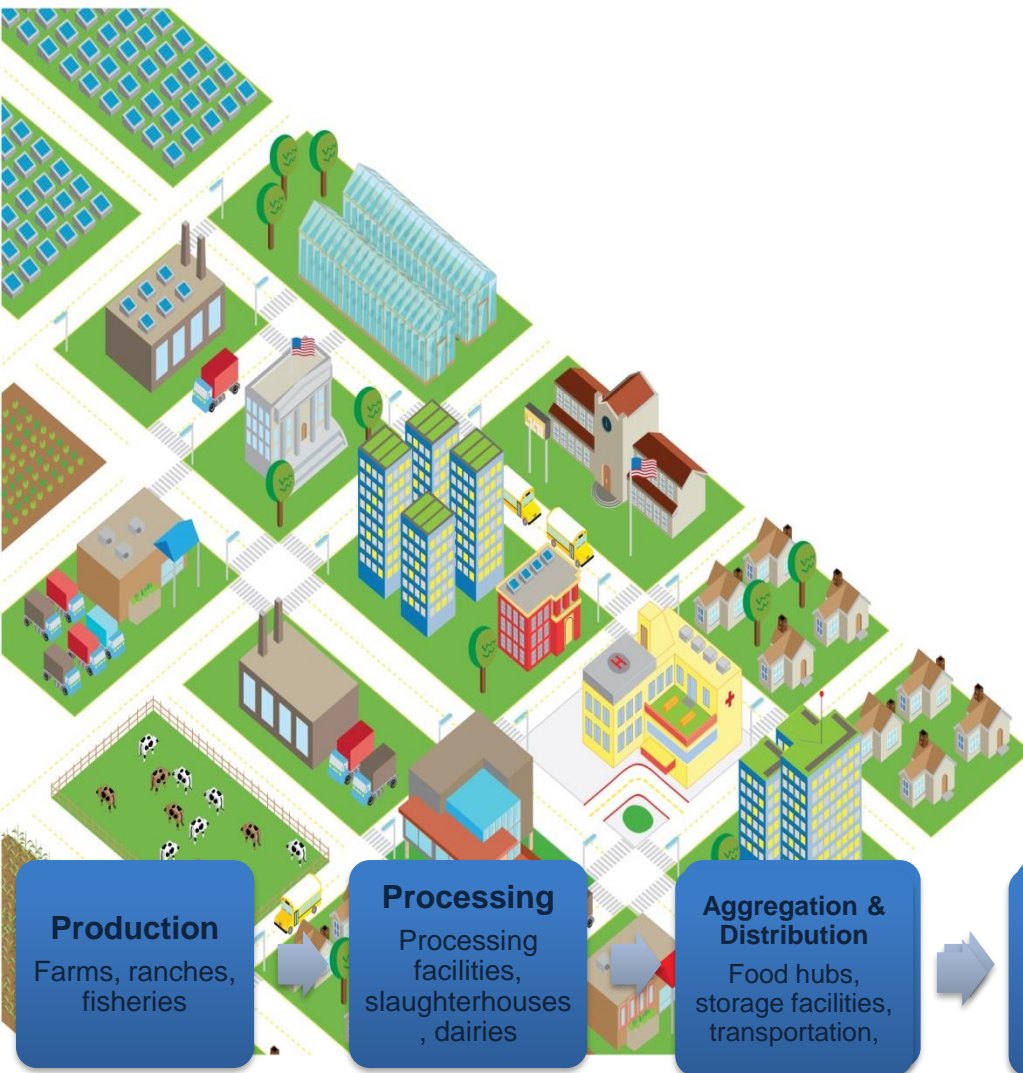 Production
Farms, ranches,
fisheries
Processing
Processing
facilities,
slaughterhouses
, dairies
Aggregation &
Distribution
Food hubs,
storage facilities,
transportation,
H